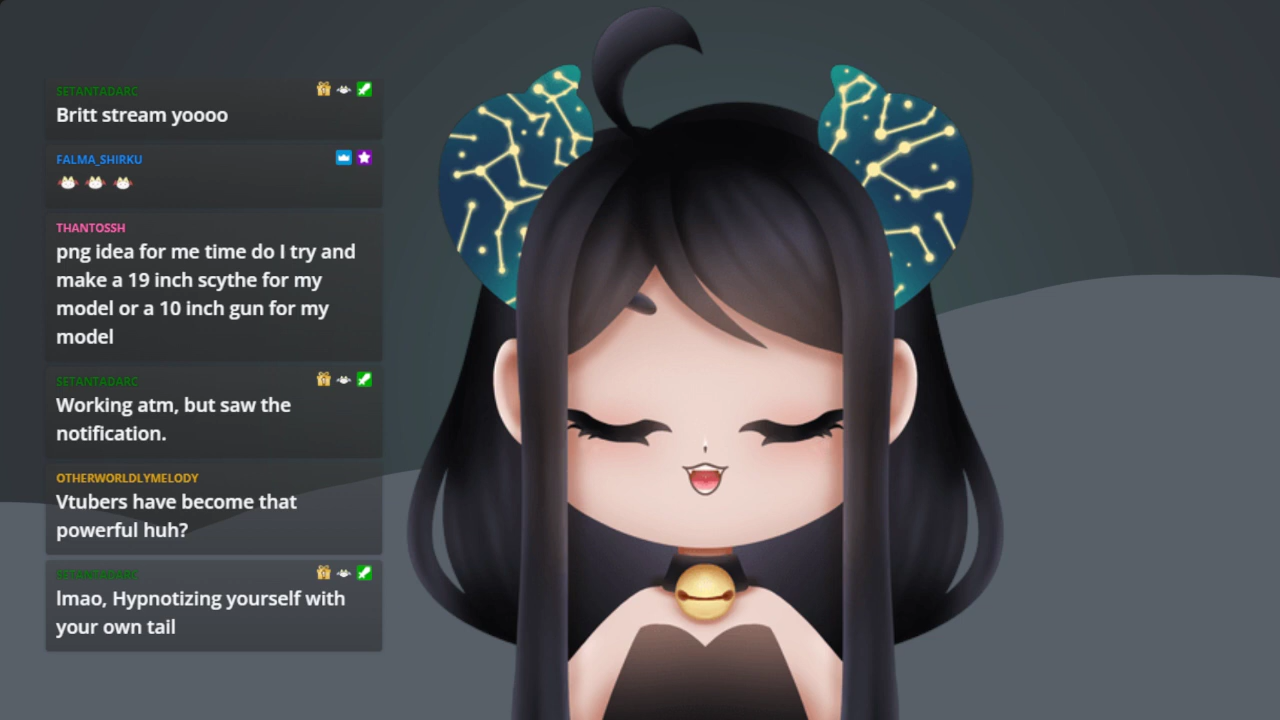 SETANTADARC
Britt stream yoooo
FALMA_SHIRKU
THANTOSSH
png idea for me time do I try and
make a 19 inch scythe for my
model or a 10 inch gun for my
model
SETANTADARC
Working atm, but saw the
notification.
OTHERWORLDLYMELODY
Vtubers have become that
powerful huh?
SETANTADARC
lmao, Hypnotizing yourself with
your own tail